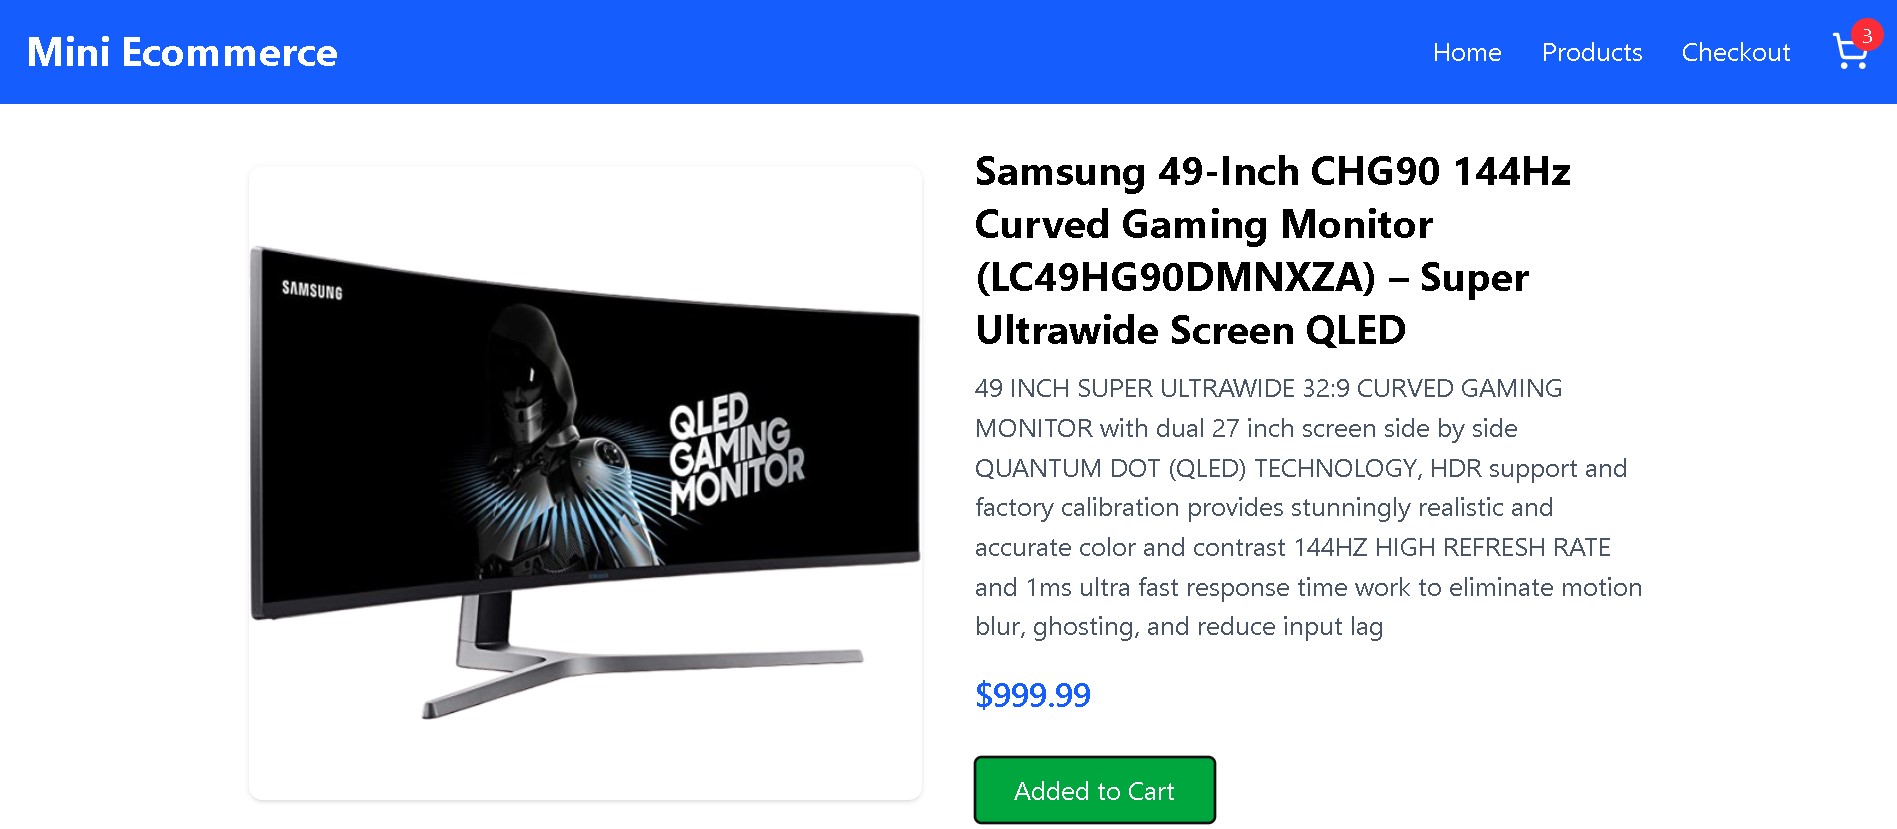 Mini Ecommerce
Home
Products
Checkout
3
SAMSUNG
QLED
GAMING
MONITOR
Samsung 49-Inch CHG90 144Hz
Curved Gaming Monitor
(LC49HG90DMNXZA) – Super
Ultrawide Screen QLED
49 INCH SUPER ULTRAWIDE 32:9 CURVED GAMING
MONITOR with dual 27 inch screen side by side
QUANTUM DOT (QLED) TECHNOLOGY, HDR support and
factory calibration provides stunningly realistic and
accurate color and contrast 144HZ HIGH REFRESH RATE
and 1ms ultra fast response time work to eliminate motion
blur, ghosting, and reduce input lag
$999.99
Added to Cart